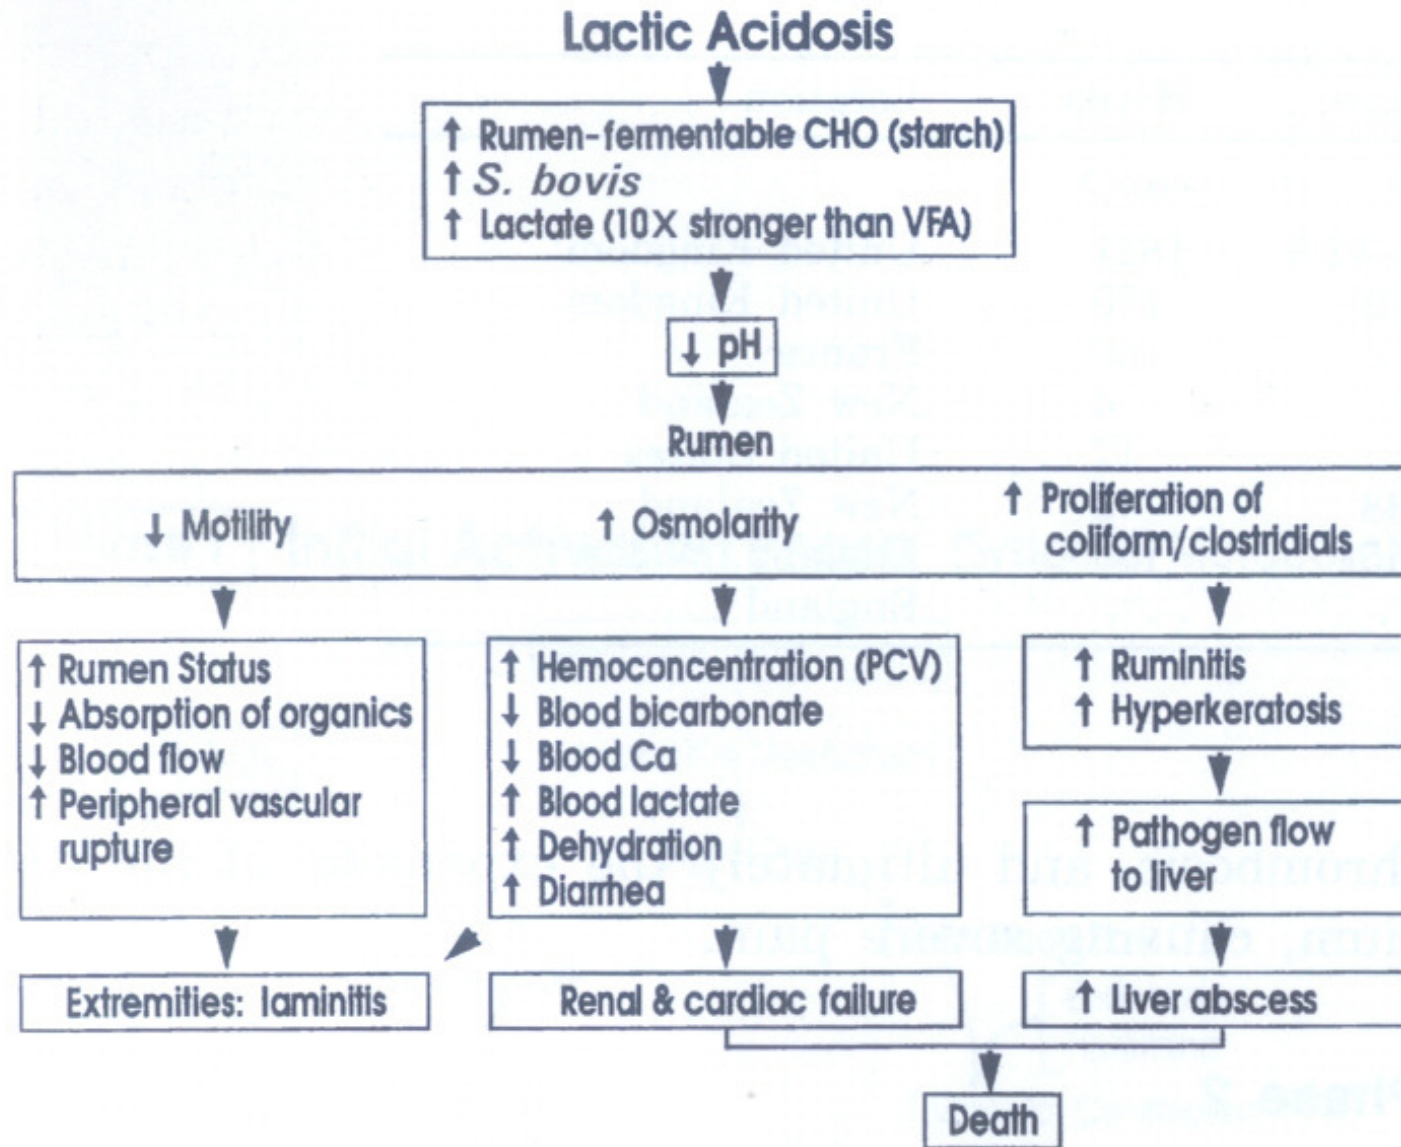 Lactic Acidosis
↑ Rumen-fermentable CHO (starch)
↑ S. bovis
↑ Lactate (10X stronger than VFA)
↓ pH
Rumen
↓ Motility
↑ Osmolarity
↑ Proliferation of
coliform/clostridials
↑ Rumen Status
↓ Absorption of organics
↓ Blood flow
↑ Peripheral vascular
rupture
↑ Hemoconcentration (PCV)
↓ Blood bicarbonate
↓ Blood Ca
↑ Blood lactate
↑ Dehydration
↑ Diarrhea
↑ Ruminitis
↑ Hyperkeratosis
↑ Pathogen flow
to liver
Extremities: laminitis
Renal & cardiac failure
↑ Liver abscess
Death